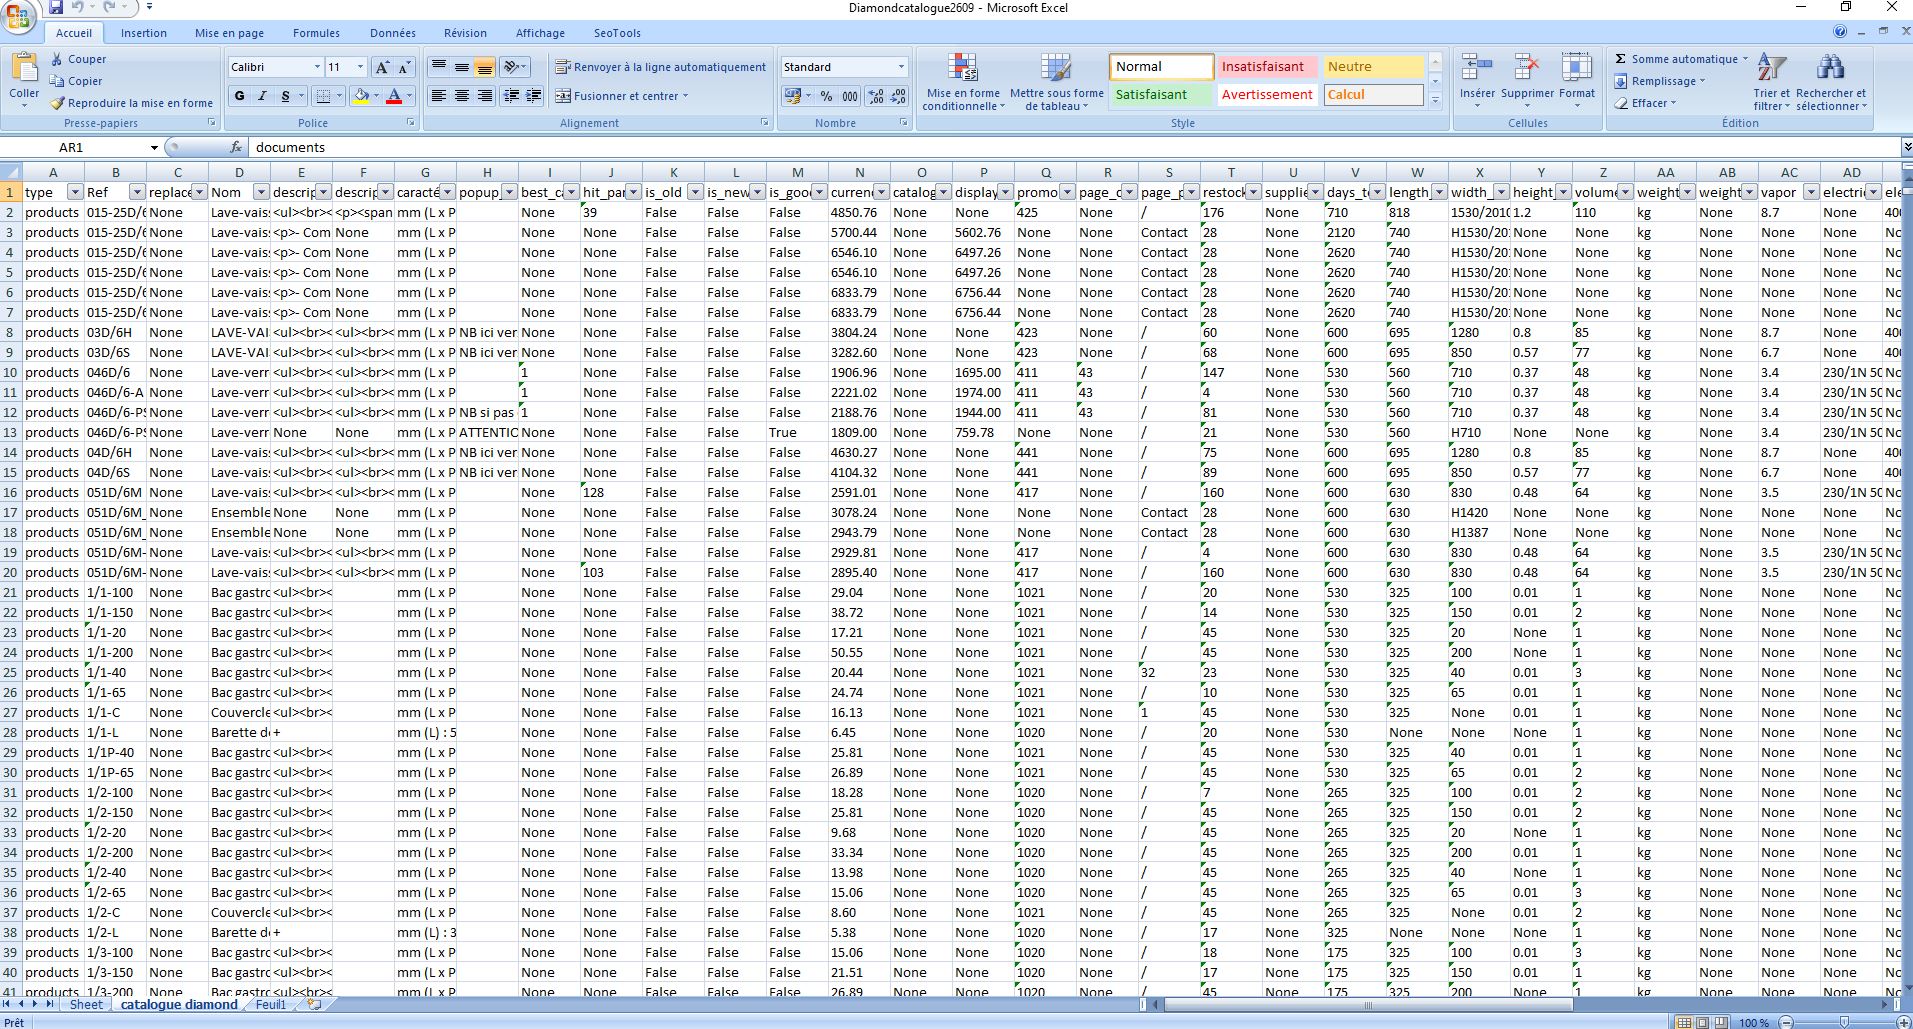 Diamondcatalogue2609 - Microsoft Excel
Accueil Insertion Mise en page Formules Données Révision Affichage SeoTools
Coller Couper Copier Reproduire la mise en forme Presse-papiers
Calibri 11 G I S Police
Renvoyer à la ligne automatiquement Fusionner et centrer Alignement
Standard % 000 Nombre
Mise en forme conditionnelle Mettre sous forme de tableau
Normal Insatisfaisant Neutre
Satisfaisant Avertissement Calcul
Style
Insérer Supprimer Format Cellules
Somme automatique Remplissage Effacer Trier et filtrer Rechercher et sélectionner Édition
AR1 fx documents
A B C D E F G H I J K L M N O P Q R S T U V W X Y Z AA AB AC AD
1 type Ref replace Nom descrip descrip caracté popup_ best_ca hit_par is_old is_new is_good currenc catalog display promo page_c page_p restock supplie days_to length_ width_ height_ volume weight weight vapor electric ele
2 products 015-25D/6 None Lave-vaiss <ul><br>< <p><span mm (L x P None 39 False False False 4850.76 None None 425 None / 176 None 710 818 1530/2010 1.2 110 kg None 8.7 None 400
3 products 015-25D/6 None Lave-vaiss <p>- Com None mm (L x P None None False False False 5700.44 None 5602.76 None None Contact 28 None 2120 740 H1530/20 None None kg None None None No
4 products 015-25D/6 None Lave-vaiss <p>- Com None mm (L x P None None False False False 6546.10 None 6497.26 None None Contact 28 None 2620 740 H1530/20 None None kg None None None No
5 products 015-25D/6 None Lave-vaiss <p>- Com None mm (L x P None None False False False 6546.10 None 6497.26 None None Contact 28 None 2620 740 H1530/20 None None kg None None None No
6 products 015-25D/6 None Lave-vaiss <p>- Com None mm (L x P None None False False False 6833.79 None 6756.44 None None Contact 28 None 2620 740 H1530/20 None None kg None None None No
7 products 015-25D/6 None Lave-vaiss <p>- Com None mm (L x P None None False False False 6833.79 None 6756.44 None None Contact 28 None 2620 740 H1530/20 None None kg None None None No
8 products 03D/6H None LAVE-VAI <ul><br>< <ul><br>< mm (L x P NB ici ver None None False False False 3804.24 None None 423 None / 60 None 600 695 1280 0.8 85 kg None 8.7 None 400
9 products 03D/6S None LAVE-VAI <ul><br>< <ul><br>< mm (L x P NB ici ver None None False False False 3282.60 None None 423 None / 68 None 600 695 850 0.57 77 kg None 6.7 None 400
10 products 046D/6 None Lave-verr <ul><br>< <ul><br>< mm (L x P 1 None False False False 1906.96 None 1695.00 411 43 / 147 None 530 560 710 0.37 48 kg None 3.4 230/1N 50 No
11 products 046D/6-A None Lave-verr <ul><br>< <ul><br>< mm (L x P 1 None False False False 2221.02 None 1974.00 411 43 / 4 None 530 560 710 0.37 48 kg None 3.4 230/1N 50 No
12 products 046D/6-PS None Lave-verr <ul><br>< <ul><br>< mm (L x P NB si pas 1 None False False False 2188.76 None 1944.00 411 43 / 81 None 530 560 710 0.37 48 kg None 3.4 230/1N 50 No
13 products 046D/6-PS None Lave-verr None None mm (L x P ATTENTIC None None False False True 1809.00 None 759.78 None None / 21 None 530 560 H710 None None kg None 3.4 230/1N 50 No
14 products 04D/6H None Lave-vaiss <ul><br>< <ul><br>< mm (L x P NB ici ver None None False False False 4630.27 None None 441 None / 75 None 600 695 1280 0.8 85 kg None 8.7 None 400
15 products 04D/6S None Lave-vaiss <ul><br>< <ul><br>< mm (L x P NB ici ver None None False False False 4104.32 None None 441 None / 89 None 600 695 850 0.57 77 kg None 6.7 None 400
16 products 051D/6M None Lave-vaiss <ul><br>< <ul><br>< mm (L x P None 128 False False False 2591.01 None None 417 None / 160 None 600 630 830 0.48 64 kg None 3.5 230/1N 50 No
17 products 051D/6M_ None Ensemble None None mm (L x P None None False False False 3078.24 None None None None Contact 28 None 600 630 H1420 None None kg None None None No
18 products 051D/6M_ None Ensemble None None mm (L x P None None False False False 2943.79 None None None None Contact 28 None 600 630 H1387 None None kg None None None No
19 products 051D/6M- None Lave-vaiss <ul><br>< <ul><br>< mm (L x P None None False False False 2929.81 None None 417 None / 4 None 600 630 830 0.48 64 kg None 3.5 230/1N 50 No
20 products 051D/6M- None Lave-vaiss <ul><br>< <ul><br>< mm (L x P None 103 False False False 2895.40 None None 417 None / 160 None 600 630 830 0.48 64 kg None 3.5 230/1N 50 No
21 products 1/1-100 None Bac gastro <ul><br>< mm (L x P None None False False False 29.04 None None 1021 None / 20 None 530 325 100 0.01 1 kg None None None No
22 products 1/1-150 None Bac gastro <ul><br>< mm (L x P None None False False False 38.72 None None 1021 None / 14 None 530 325 150 0.01 2 kg None None None No
23 products 1/1-20 None Bac gastro <ul><br>< mm (L x P None None False False False 17.21 None None 1021 None / 45 None 530 325 20 None 1 kg None None None No
24 products 1/1-200 None Bac gastro <ul><br>< mm (L x P None None False False False 50.55 None None 1021 None / 45 None 530 325 200 None 1 kg None None None No
25 products 1/1-40 None Bac gastro <ul><br>< mm (L x P None None False False False 20.44 None None 1021 None 32 23 None 530 325 40 0.01 3 kg None None None No
26 products 1/1-65 None Bac gastro <ul><br>< mm (L x P None None False False False 24.74 None None 1021 None / 10 None 530 325 65 0.01 1 kg None None None No
27 products 1/1-C None Couvercle <ul><br>< mm (L x P None None False False False 16.13 None None 1021 None 1 45 None 530 325 None 0.01 1 kg None None None No
28 products 1/1-L None Barette de + mm (L) : 5 None None False False False 6.45 None None 1020 None / 20 None 530 None None None 1 kg None None None No
29 products 1/1P-40 None Bac gastro <ul><br>< mm (L x P None None False False False 25.81 None None 1021 None / 45 None 530 325 40 0.01 1 kg None None None No
30 products 1/1P-65 None Bac gastro <ul><br>< mm (L x P None None False False False 26.89 None None 1021 None / 45 None 530 325 65 0.01 2 kg None None None No
31 products 1/2-100 None Bac gastro <ul><br>< mm (L x P None None False False False 18.28 None None 1020 None / 7 None 265 325 100 0.01 2 kg None None None No
32 products 1/2-150 None Bac gastro <ul><br>< mm (L x P None None False False False 25.81 None None 1020 None / 45 None 265 325 150 0.01 2 kg None None None No
33 products 1/2-20 None Bac gastro <ul><br>< mm (L x P None None False False False 9.68 None None 1020 None / 45 None 265 325 20 None 1 kg None None None No
34 products 1/2-200 None Bac gastro <ul><br>< mm (L x P None None False False False 33.34 None None 1020 None / 45 None 265 325 200 0.01 1 kg None None None No
35 products 1/2-40 None Bac gastro <ul><br>< mm (L x P None None False False False 13.98 None None 1020 None / 45 None 265 325 40 None 1 kg None None None No
36 products 1/2-65 None Bac gastro <ul><br>< mm (L x P None None False False False 15.06 None None 1020 None / 45 None 265 325 65 0.01 3 kg None None None No
37 products 1/2-C None Couvercle <ul><br>< mm (L x P None None False False False 8.60 None None 1021 None / 45 None 265 325 None 0.01 2 kg None None None No
38 products 1/2-L None Barette de + mm (L) : 3 None None False False False 5.38 None None 1020 None / 17 None 325 None None None 1 kg None None None No
39 products 1/3-100 None Bac gastro <ul><br>< mm (L x P None None False False False 15.06 None None 1020 None / 18 None 175 325 100 0.01 3 kg None None None No
40 products 1/3-150 None Bac gastro <ul><br>< mm (L x P None None False False False 21.51 None None 1020 None / 17 None 175 325 150 0.01 1 kg None None None No
41 products 1/3-200 None Bac gastro <ul><br>< mm (L x P None None False False False 26.89 None None 1020 None / 45 None 175 325 200 None 1 kg None None None No
Sheet catalogue diamond Feuil1
Prêt 100 %